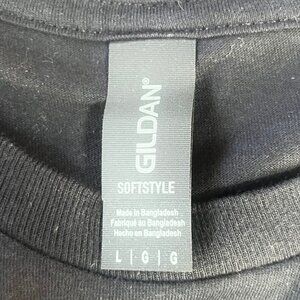 GILDAN®
SOFTSTYLE
Made in Bangladesh
Fabriqué au Bangladesh
Hecho en Bangladesh
L | G | G